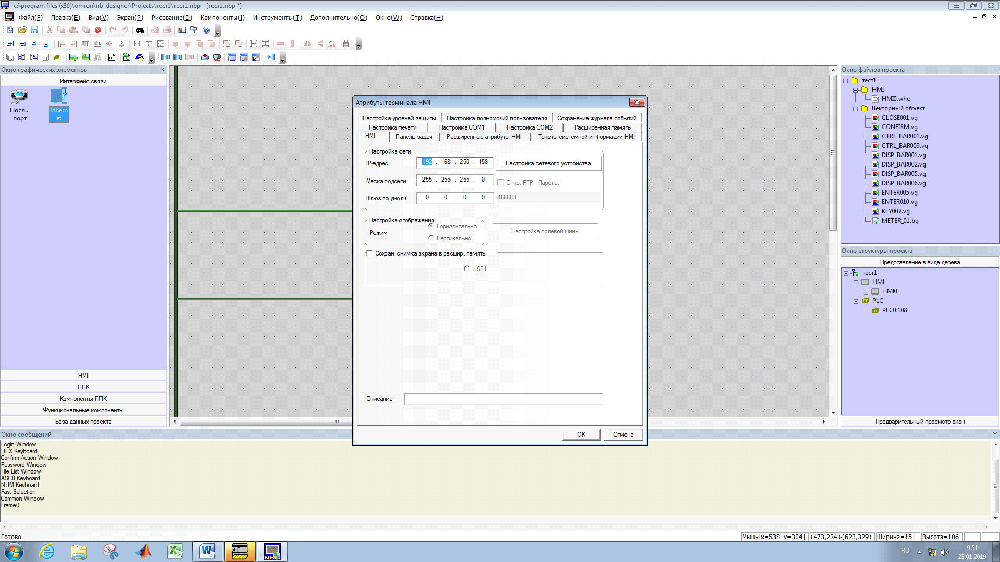 c:\program files (x86)\omron\nb-designer\Projects\тест1\тест1.nbp - [тест1.nbp *]
Файл(F) Правка(E) Вид(V) Экран(P) Рисование(D) Компоненты(I) Инструменты(T) Дополнительно(O) Окно(W) Справка(H)
Окно графических элементов
Интерфейс связи
Посл... порт
Ethernet
HMI
ПЛК
Компоненты ПЛК
Функциональные компоненты
База данных проекта
Атрибуты терминала HMI
Настройка уровней защиты Настройка полномочий пользователя Сохранение журнала событий
Настройка печати Настройка COM1 Настройка COM2 Расширенная память
HMI Панель задач Расширенные атрибуты HMI Тексты системной информации HMI
Настройка сети
IP-адрес 192 . 168 . 250 . 158 Настройка сетевого устройства
Маска подсети 255 . 255 . 255 . 0 Откр. FTP Пароль:
Шлюз по умолч. 0 . 0 . 0 . 0 888888
Настройка отображения
Режим
Горизонтально
Вертикально
Настройка полевой шины
Сохран. снимка экрана в расшир. память
USB1
Описание
OK Отмена
Окно файлов проекта
тест1
HMI
HMI0.whe
Векторный объект
CLOSE001.vg
CONFIRM.vg
CTRL_BAR001.vg
CTRL_BAR009.vg
DISP_BAR001.vg
DISP_BAR002.vg
DISP_BAR005.vg
DISP_BAR006.vg
ENTER005.vg
ENTER010.vg
KEY007.vg
METER_01.bg
Окно структуры проекта
Представление в виде дерева
тест1
HMI
HMI0
PLC
PLC0:108
Предварительный просмотр окон
Окно сообщений
Login Window
HEX Keyboard
Confirm Action Window
Password Window
File List Window
ASCII Keyboard
NUM Keyboard
Fast Selection
Common Window
Frame0
Готово
Мышь[x=538 y=304] (473,224)-(623,329) Ширина=151 Высота=106
RU
9:51
23.01.2019